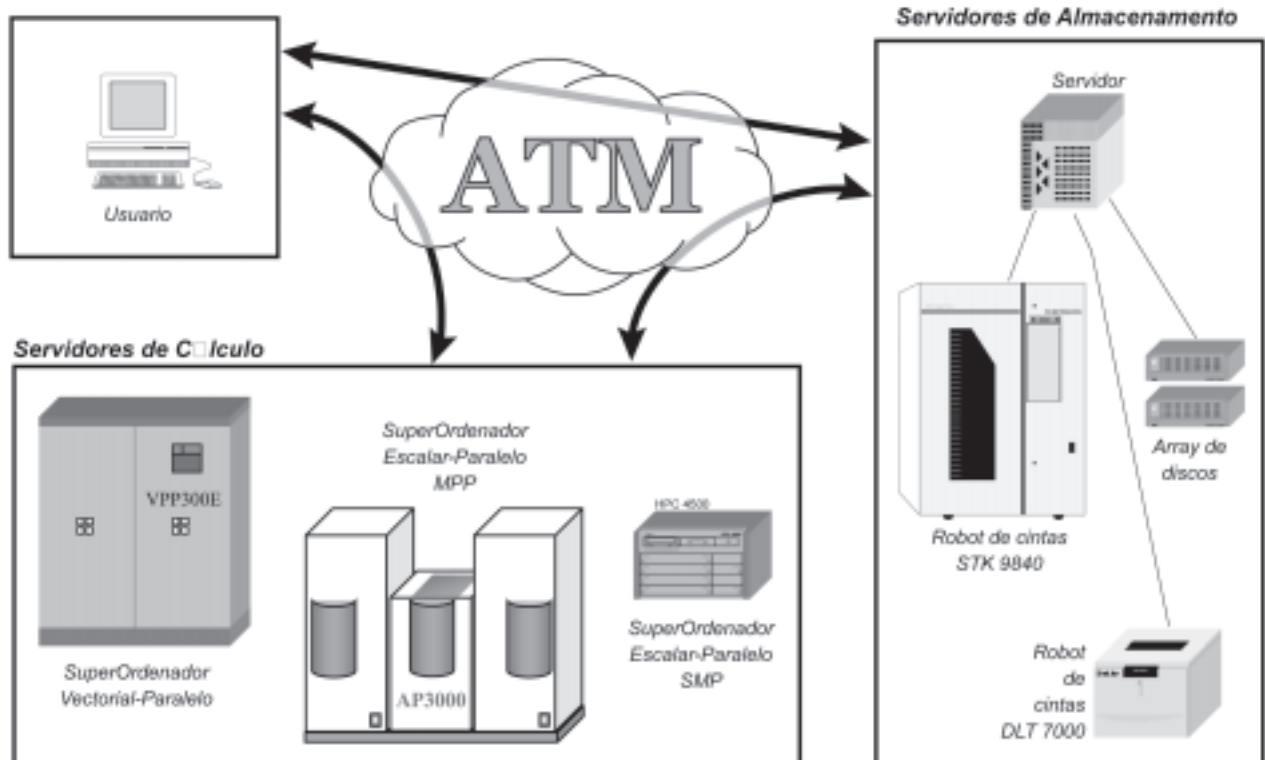 Servidores de Almacenamento
Servidor
Usuario
ATM
Servidores de C□lculo
SuperOrdenador
Escalar-Paralelo
MPP
VPP300E
HPC 4500
Array de
discos
Robot de cintas
STK 9840
SuperOrdenador
Vectorial-Paralelo
AP3000
SuperOrdenador
Escalar-Paralelo
SMP
Robot
de
cintas
DLT 7000